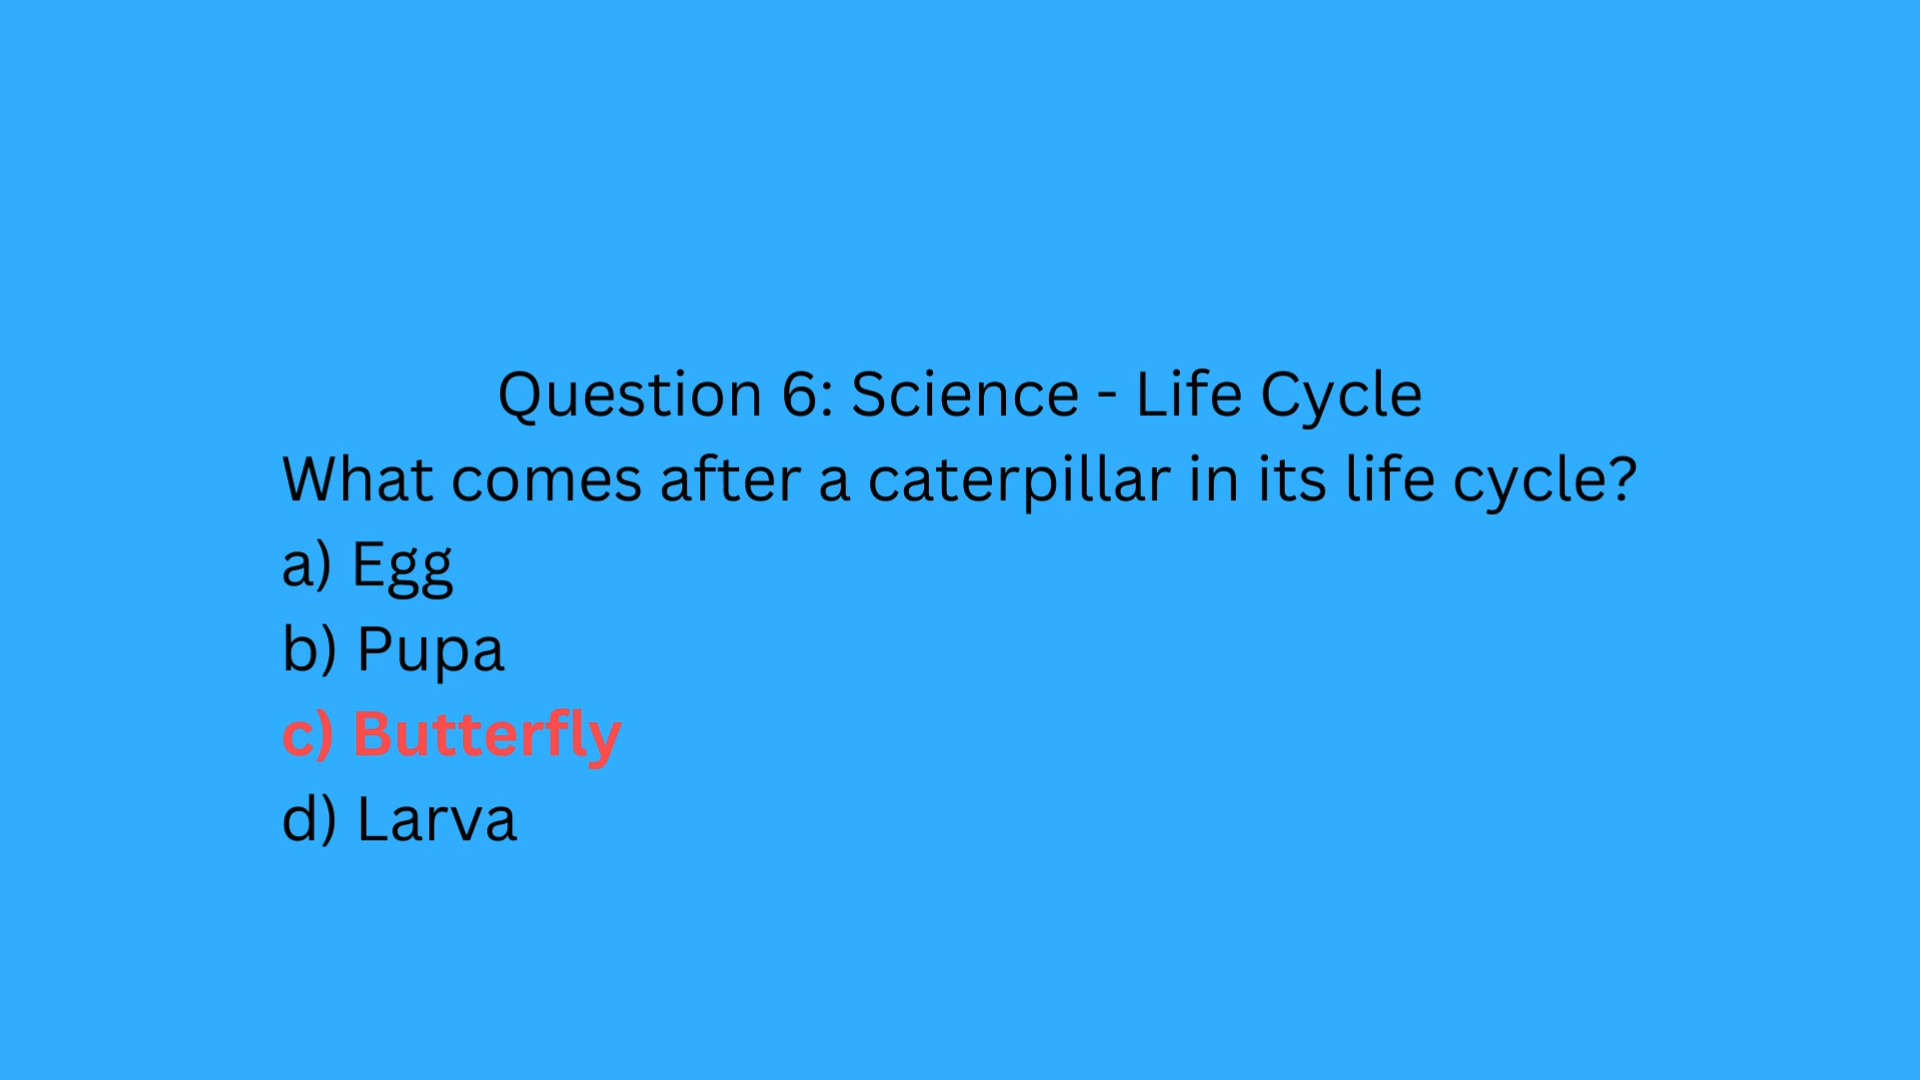 Question 6: Science - Life Cycle
What comes after a caterpillar in its life cycle?
a) Egg
b) Pupa
c) Butterfly
d) Larva